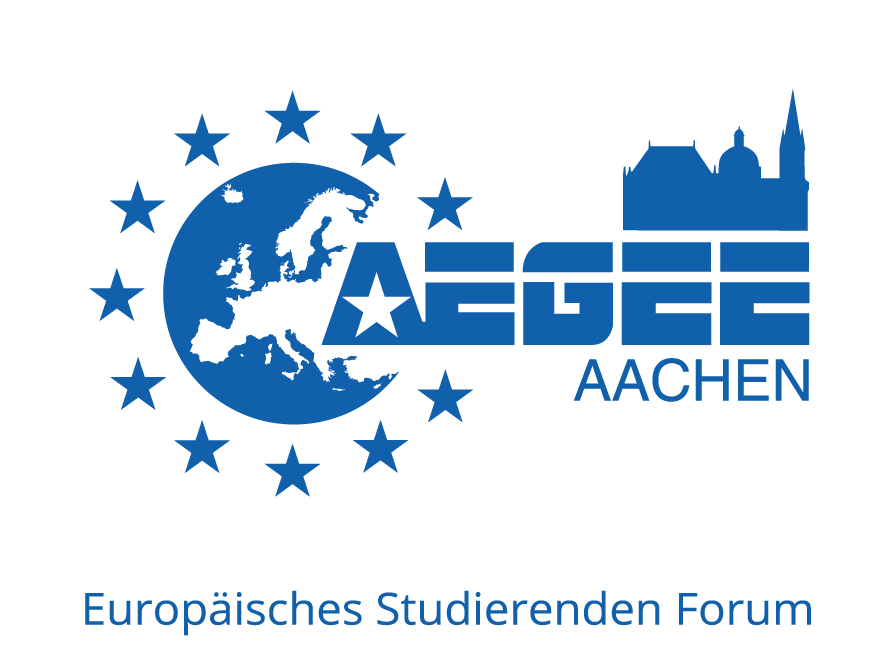 AEGEE
AACHEN
Europäisches Studierenden Forum